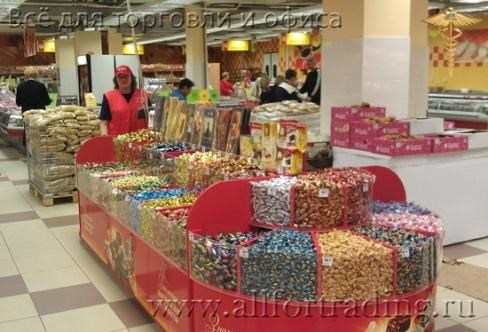 Всё для торговли и офиса
www.allfortrading.ru